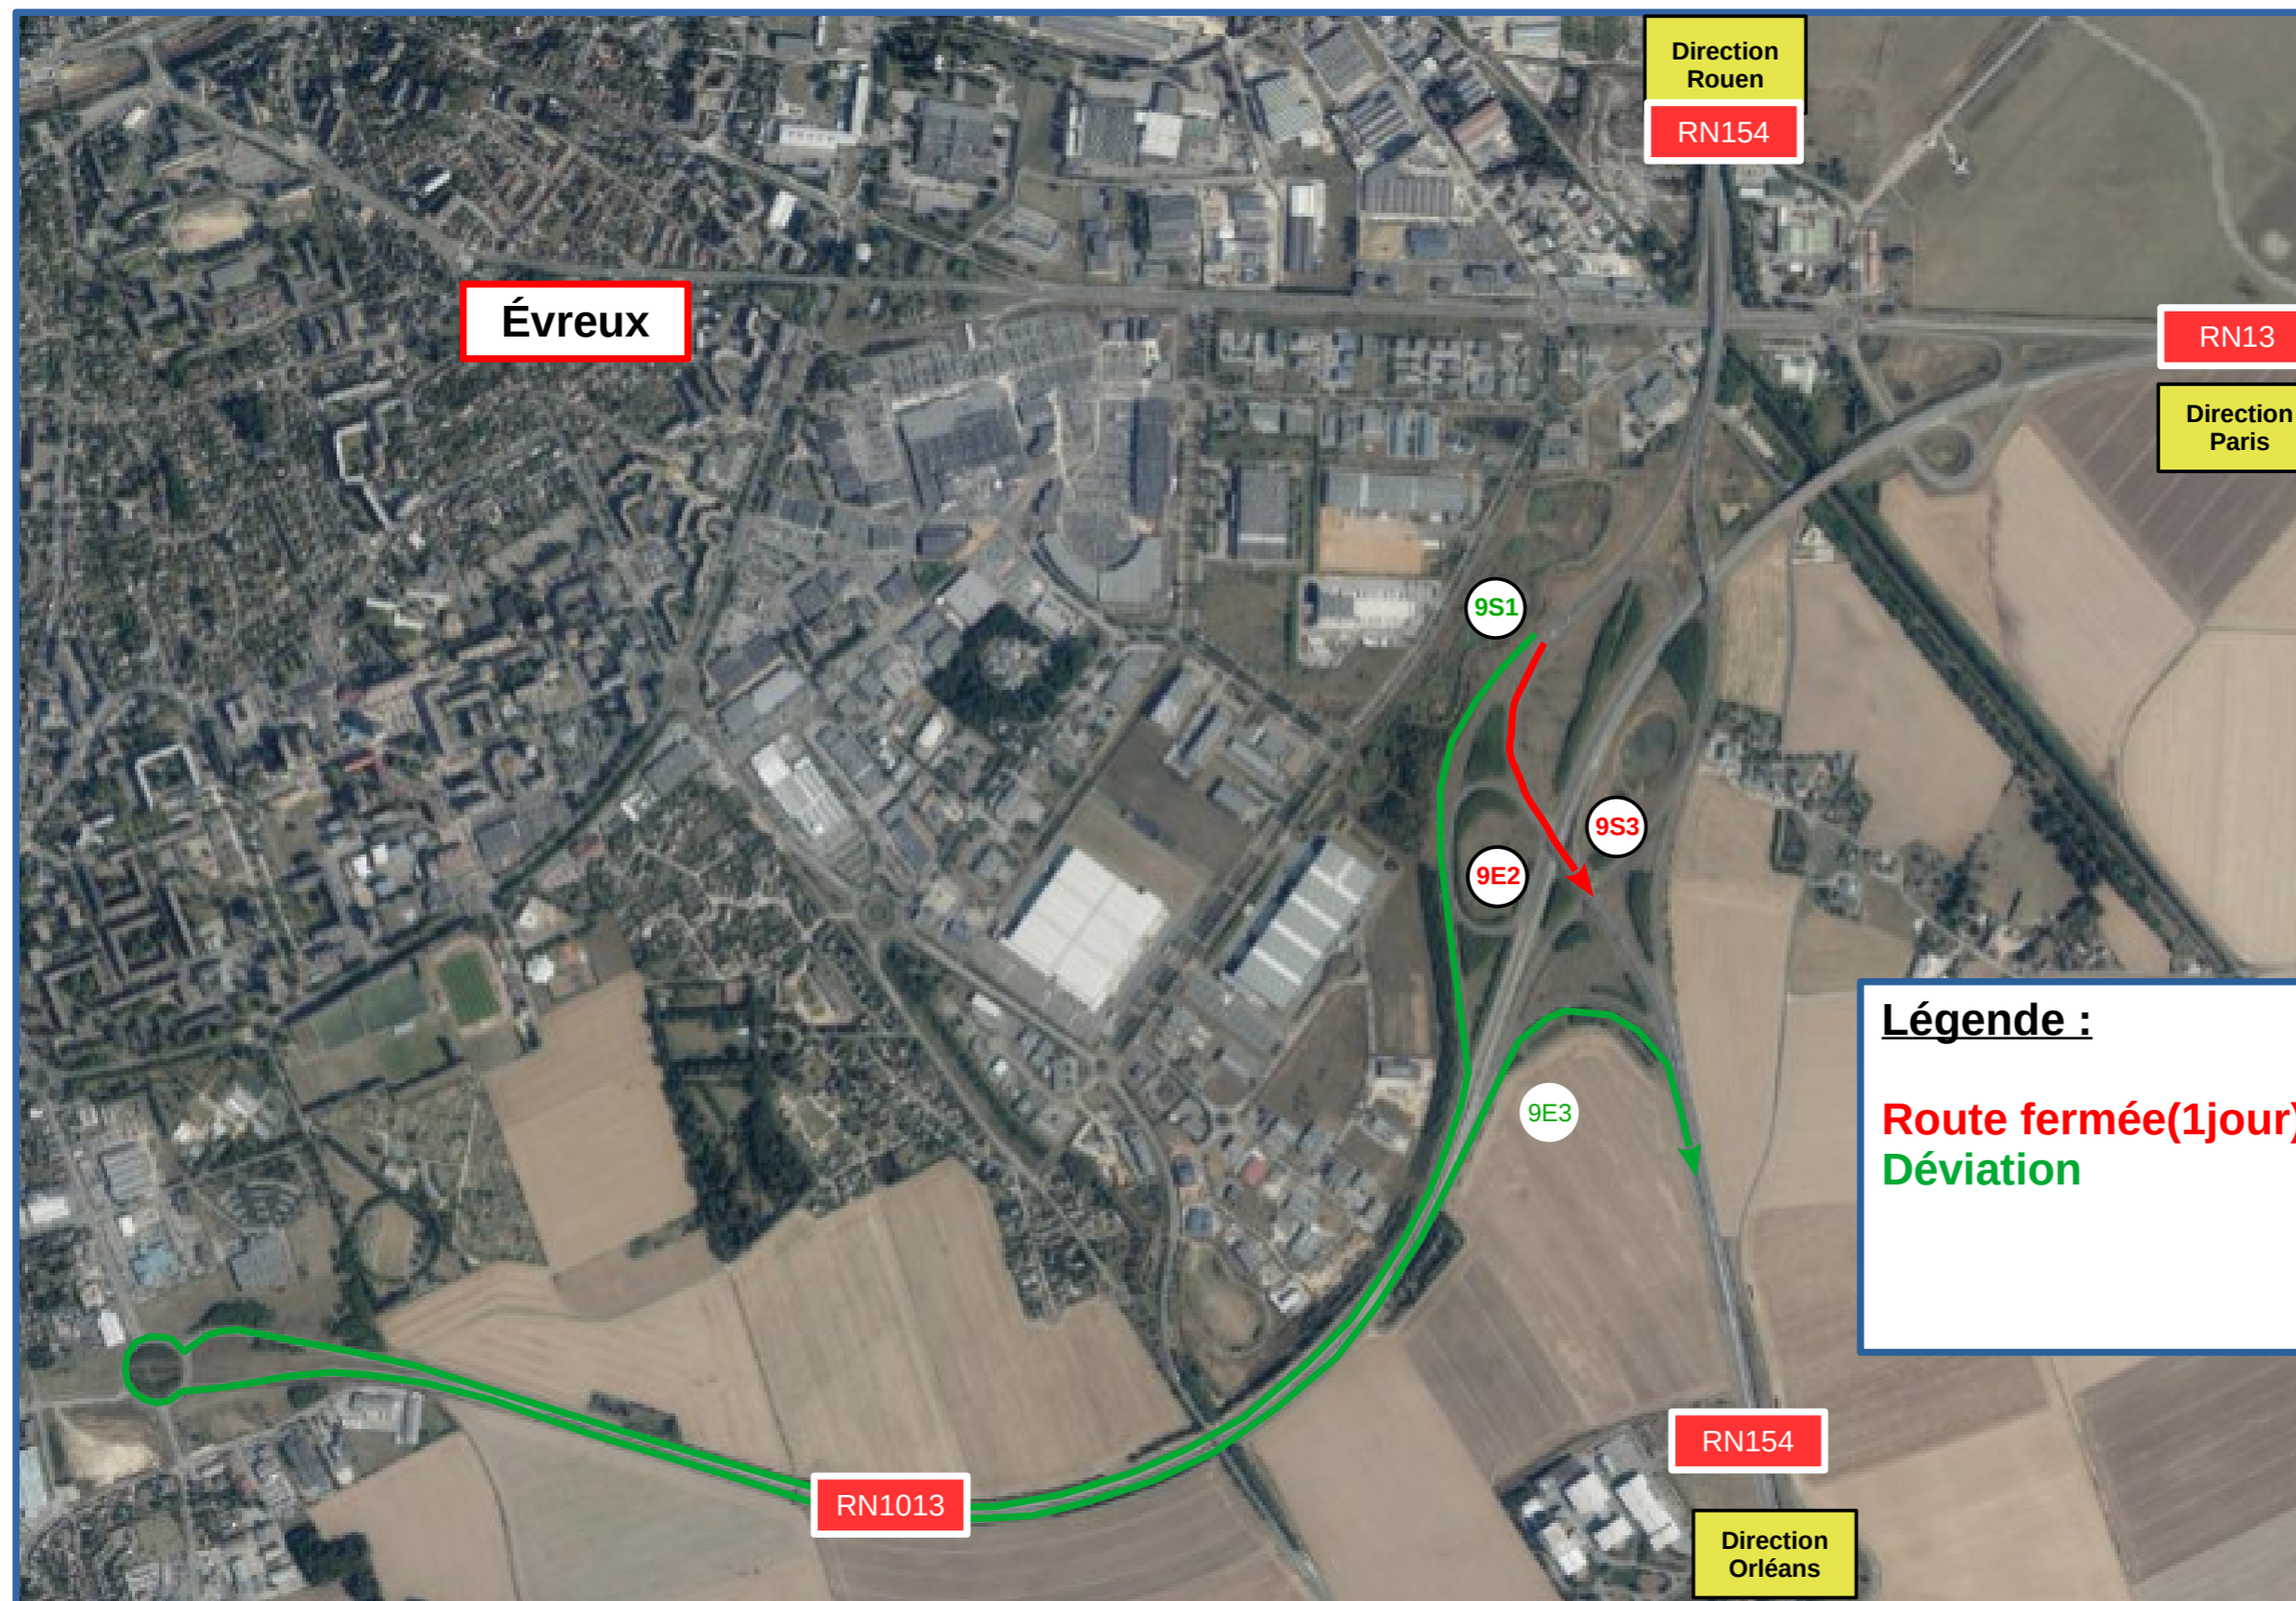 Direction
Rouen
RN154
Évreux
RN13
Direction
Paris
9S1
9S3
9E2
Légende :
9E3
Route fermée(1jour)
Déviation
RN154
RN1013
Direction
Orléans